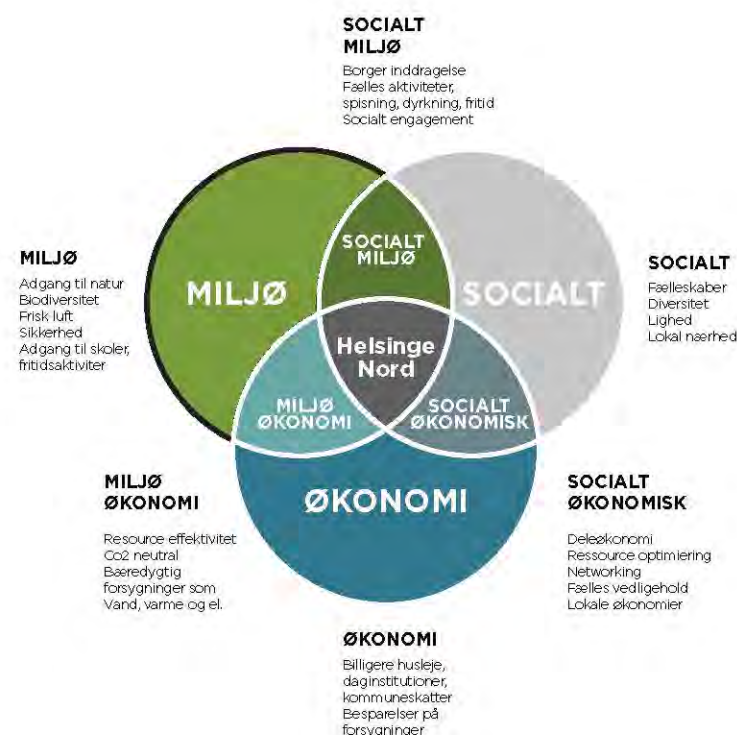 SOCIALT
MILJØ
Borger inddragelse
Fælles aktiviteter,
spisning, dyrkning, fritid
Socialt engagement
MILJØ
Adgang til natur
Biodiversitet
Frisk luft
Sikkerhed
Adgang til skoler,
fritidsaktiviter
MILJØ
SOCIALT
MILJØ
SOCIALT
Helsinge
Nord
MILJØ
ØKONOMI
SOCIALT
ØKONOMISK
ØKONOMI
SOCIALT
Fælleskaber
Diversitet
Lighed
Lokal nærhed
MILJØ
ØKONOMI
Resource effektivitet
Co2 neutral
Bæredygtig
forsygninger som
Vand, varme og el.
SOCIALT
ØKONOMISK
Deleøkonomi
Ressource optimiering
Networking
Fælles vedligehold
Lokale økonomier
ØKONOMI
Billigere husleje,
daginstitutioner,
kommuneskatter
Besparelser på
forsygninger